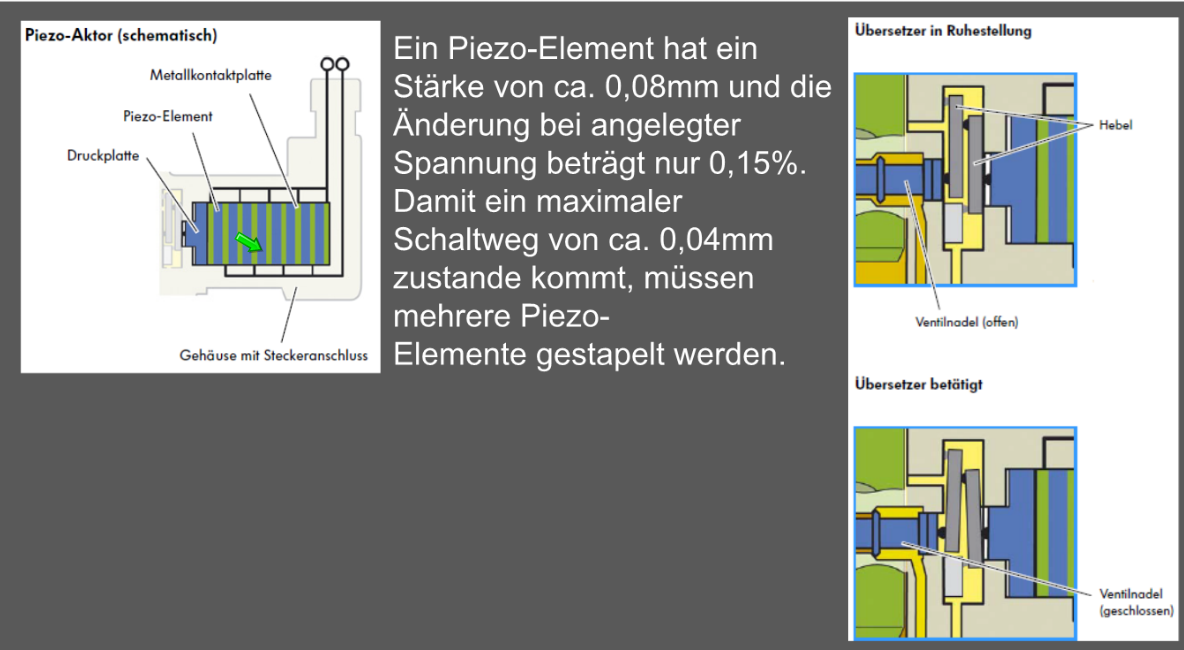 Piezo-Aktor (schematisch)
Metallkontaktplatte
Piezo-Element
Druckplatte
Gehäuse mit Steckeranschluss
Ein Piezo-Element hat ein
Stärke von ca. 0,08mm und die
Änderung bei angelegter
Spannung beträgt nur 0,15%.
Damit ein maximaler
Schaltweg von ca. 0,04mm
zustande kommt, müssen
mehrere Piezo-
Elemente gestapelt werden.
Übersetzer in Ruhestellung
Hebel
Ventilnadel (offen)
Übersetzer betätigt
Ventilnadel
(geschlossen)